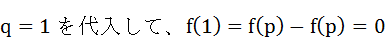 q = 1 を代入して、f(1) = f(p) − f(p) = 0